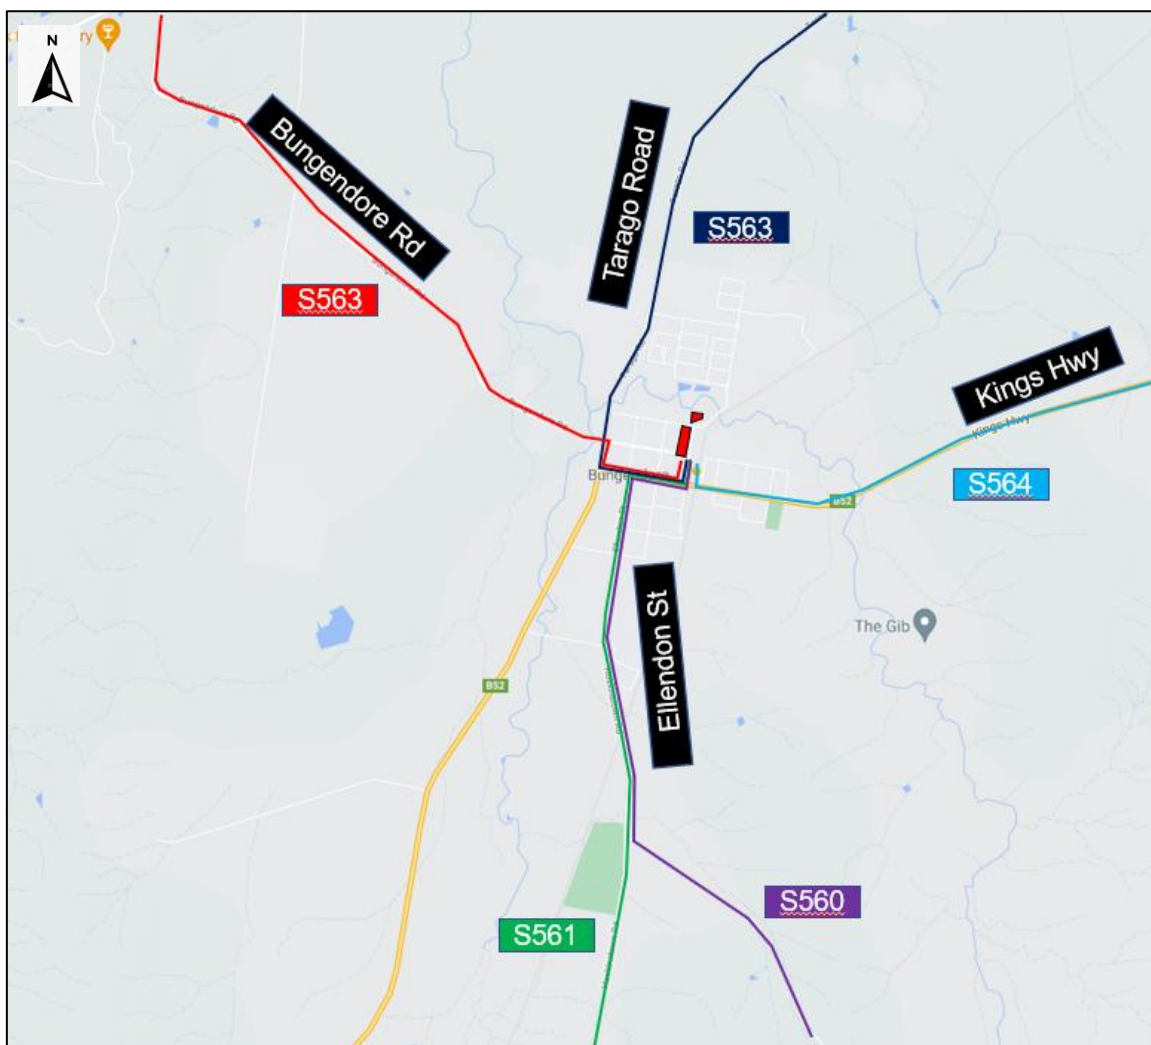 N
Bungendore Rd
Tarago Road
S563
S563
Kings Hwy
Kings Hwy
S564
B52
Bungendore
The Gib
Ellendon St
B52
S560
S561